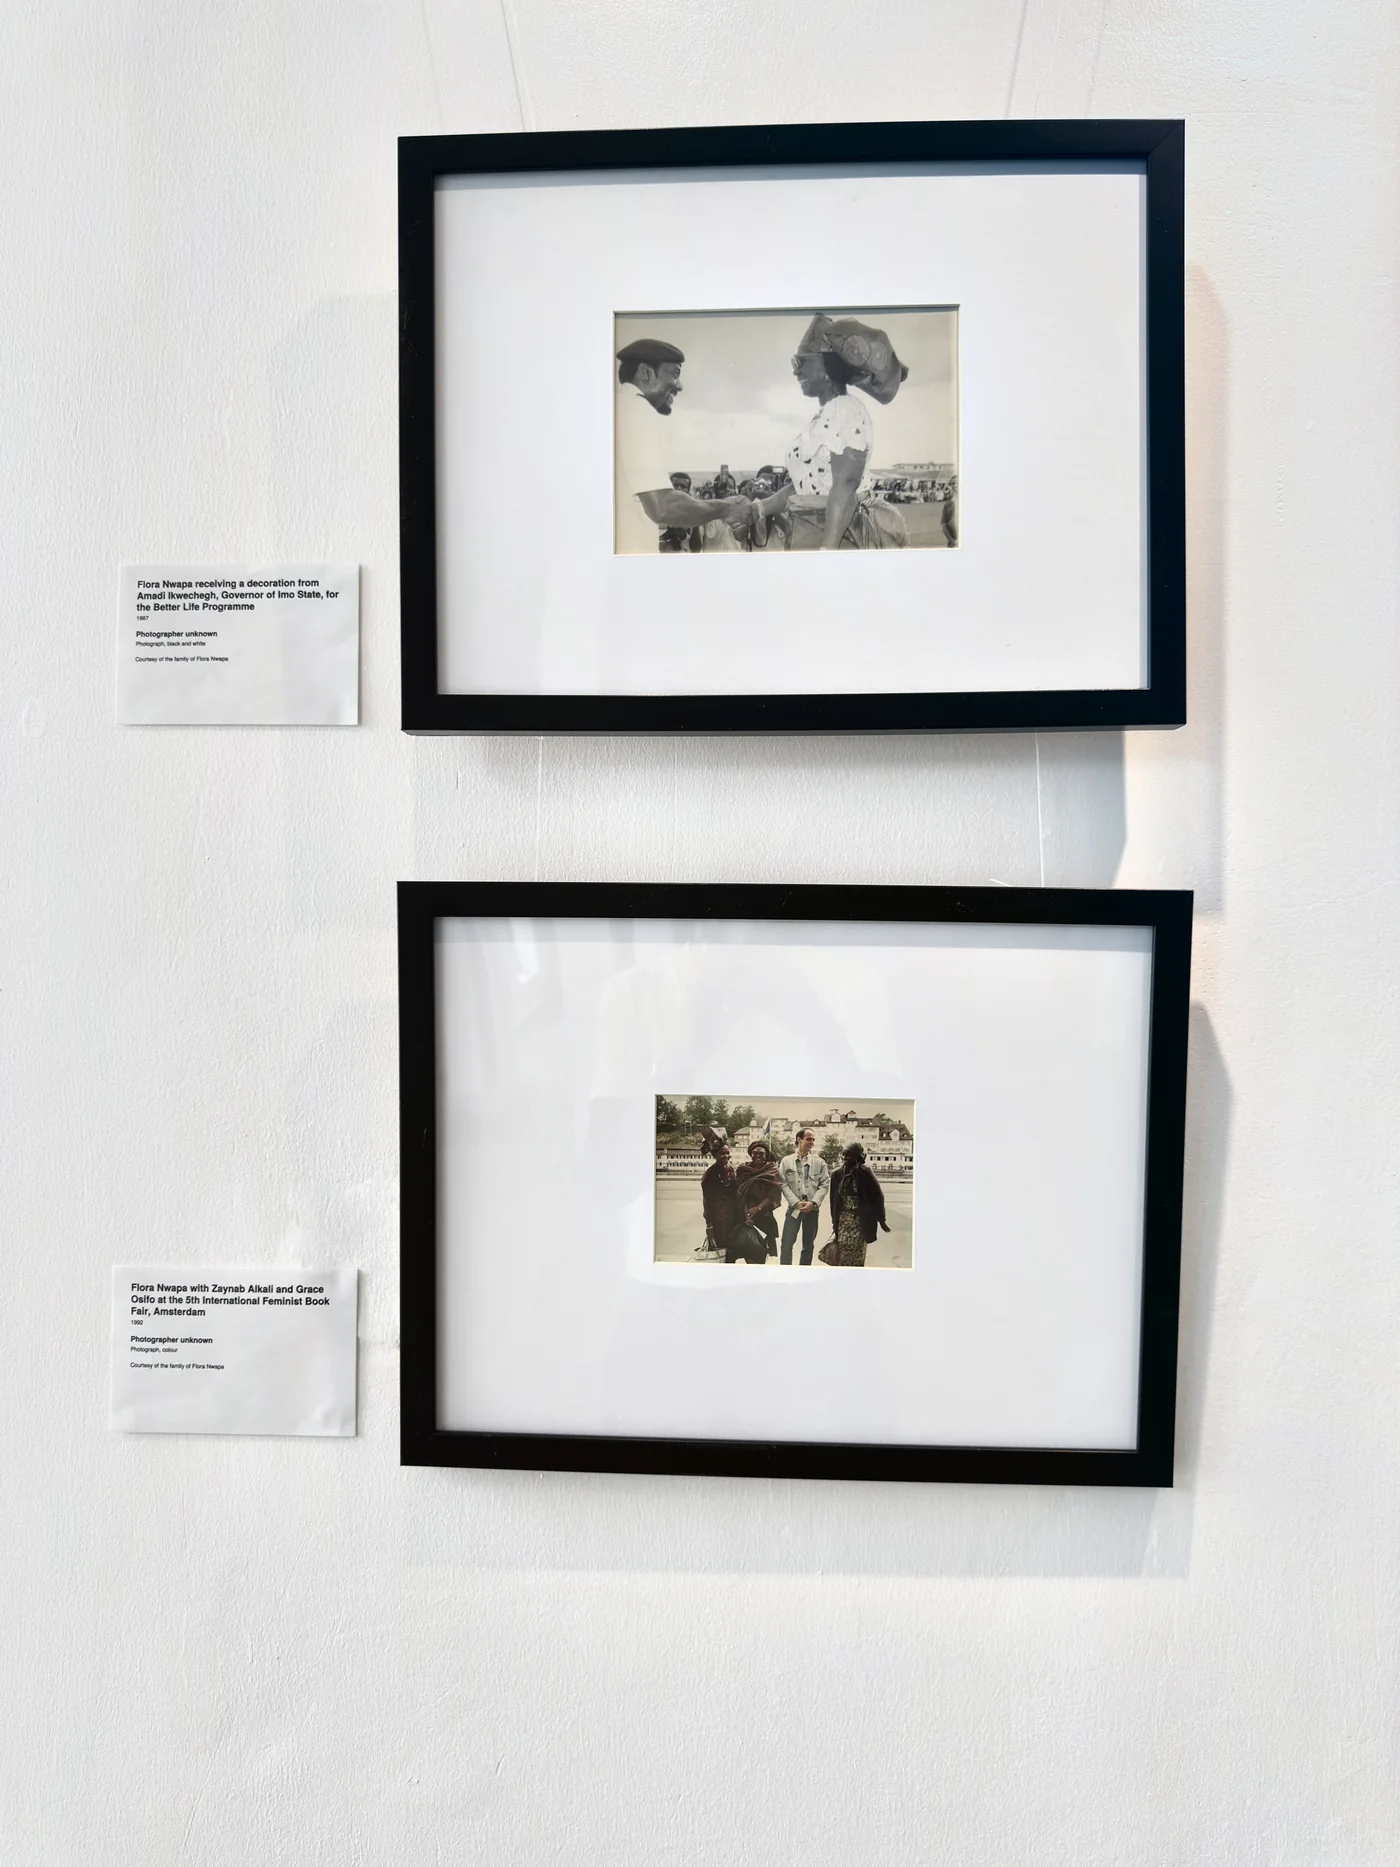 Flora Nwapa receiving a decoration from
Amadi Ikwechegh, Governor of Imo State, for
the Better Life Programme
1987
Photographer unknown
Photograph, black and white
Courtesy of the family of Flora Nwapa
Flora Nwapa with Zaynab Alkali and Grace
Osifo at the 5th International Feminist Book
Fair, Amsterdam
1992
Photographer unknown
Photograph, colour
Courtesy of the family of Flora Nwapa